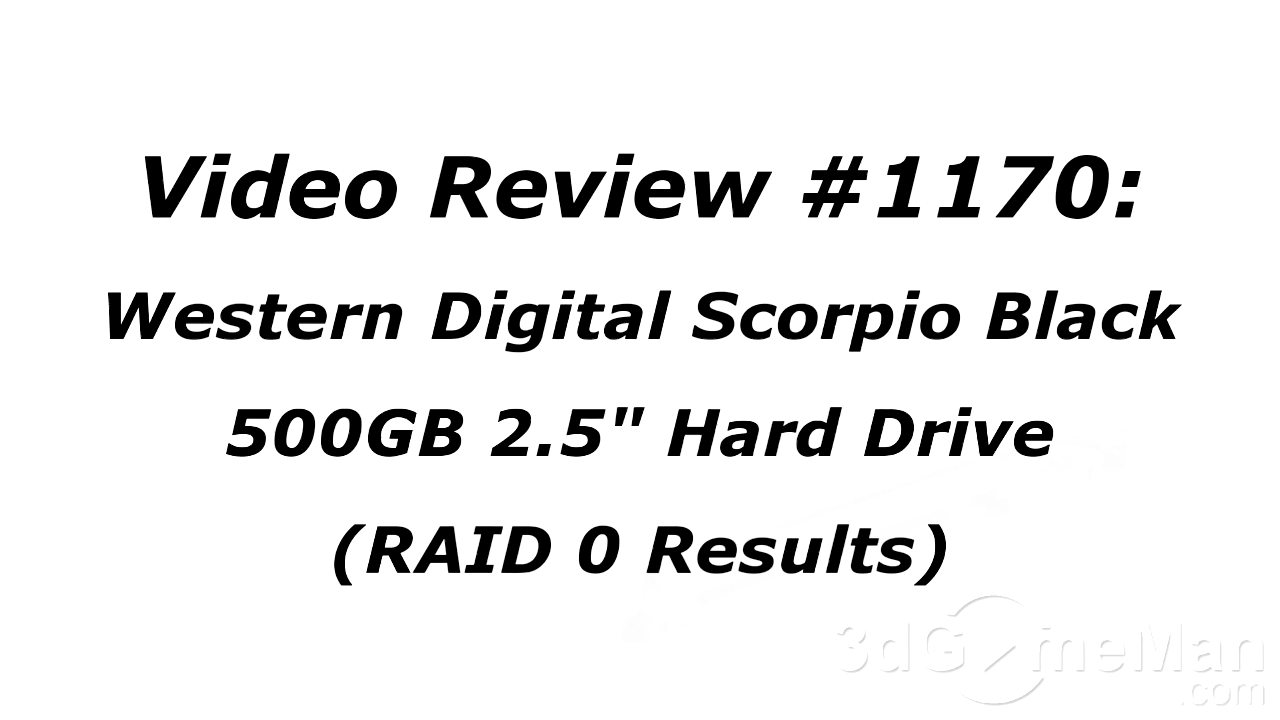 Video Review #1170:
Western Digital Scorpio Black
500GB 2.5" Hard Drive
(RAID 0 Results)
3dGameMan
.com